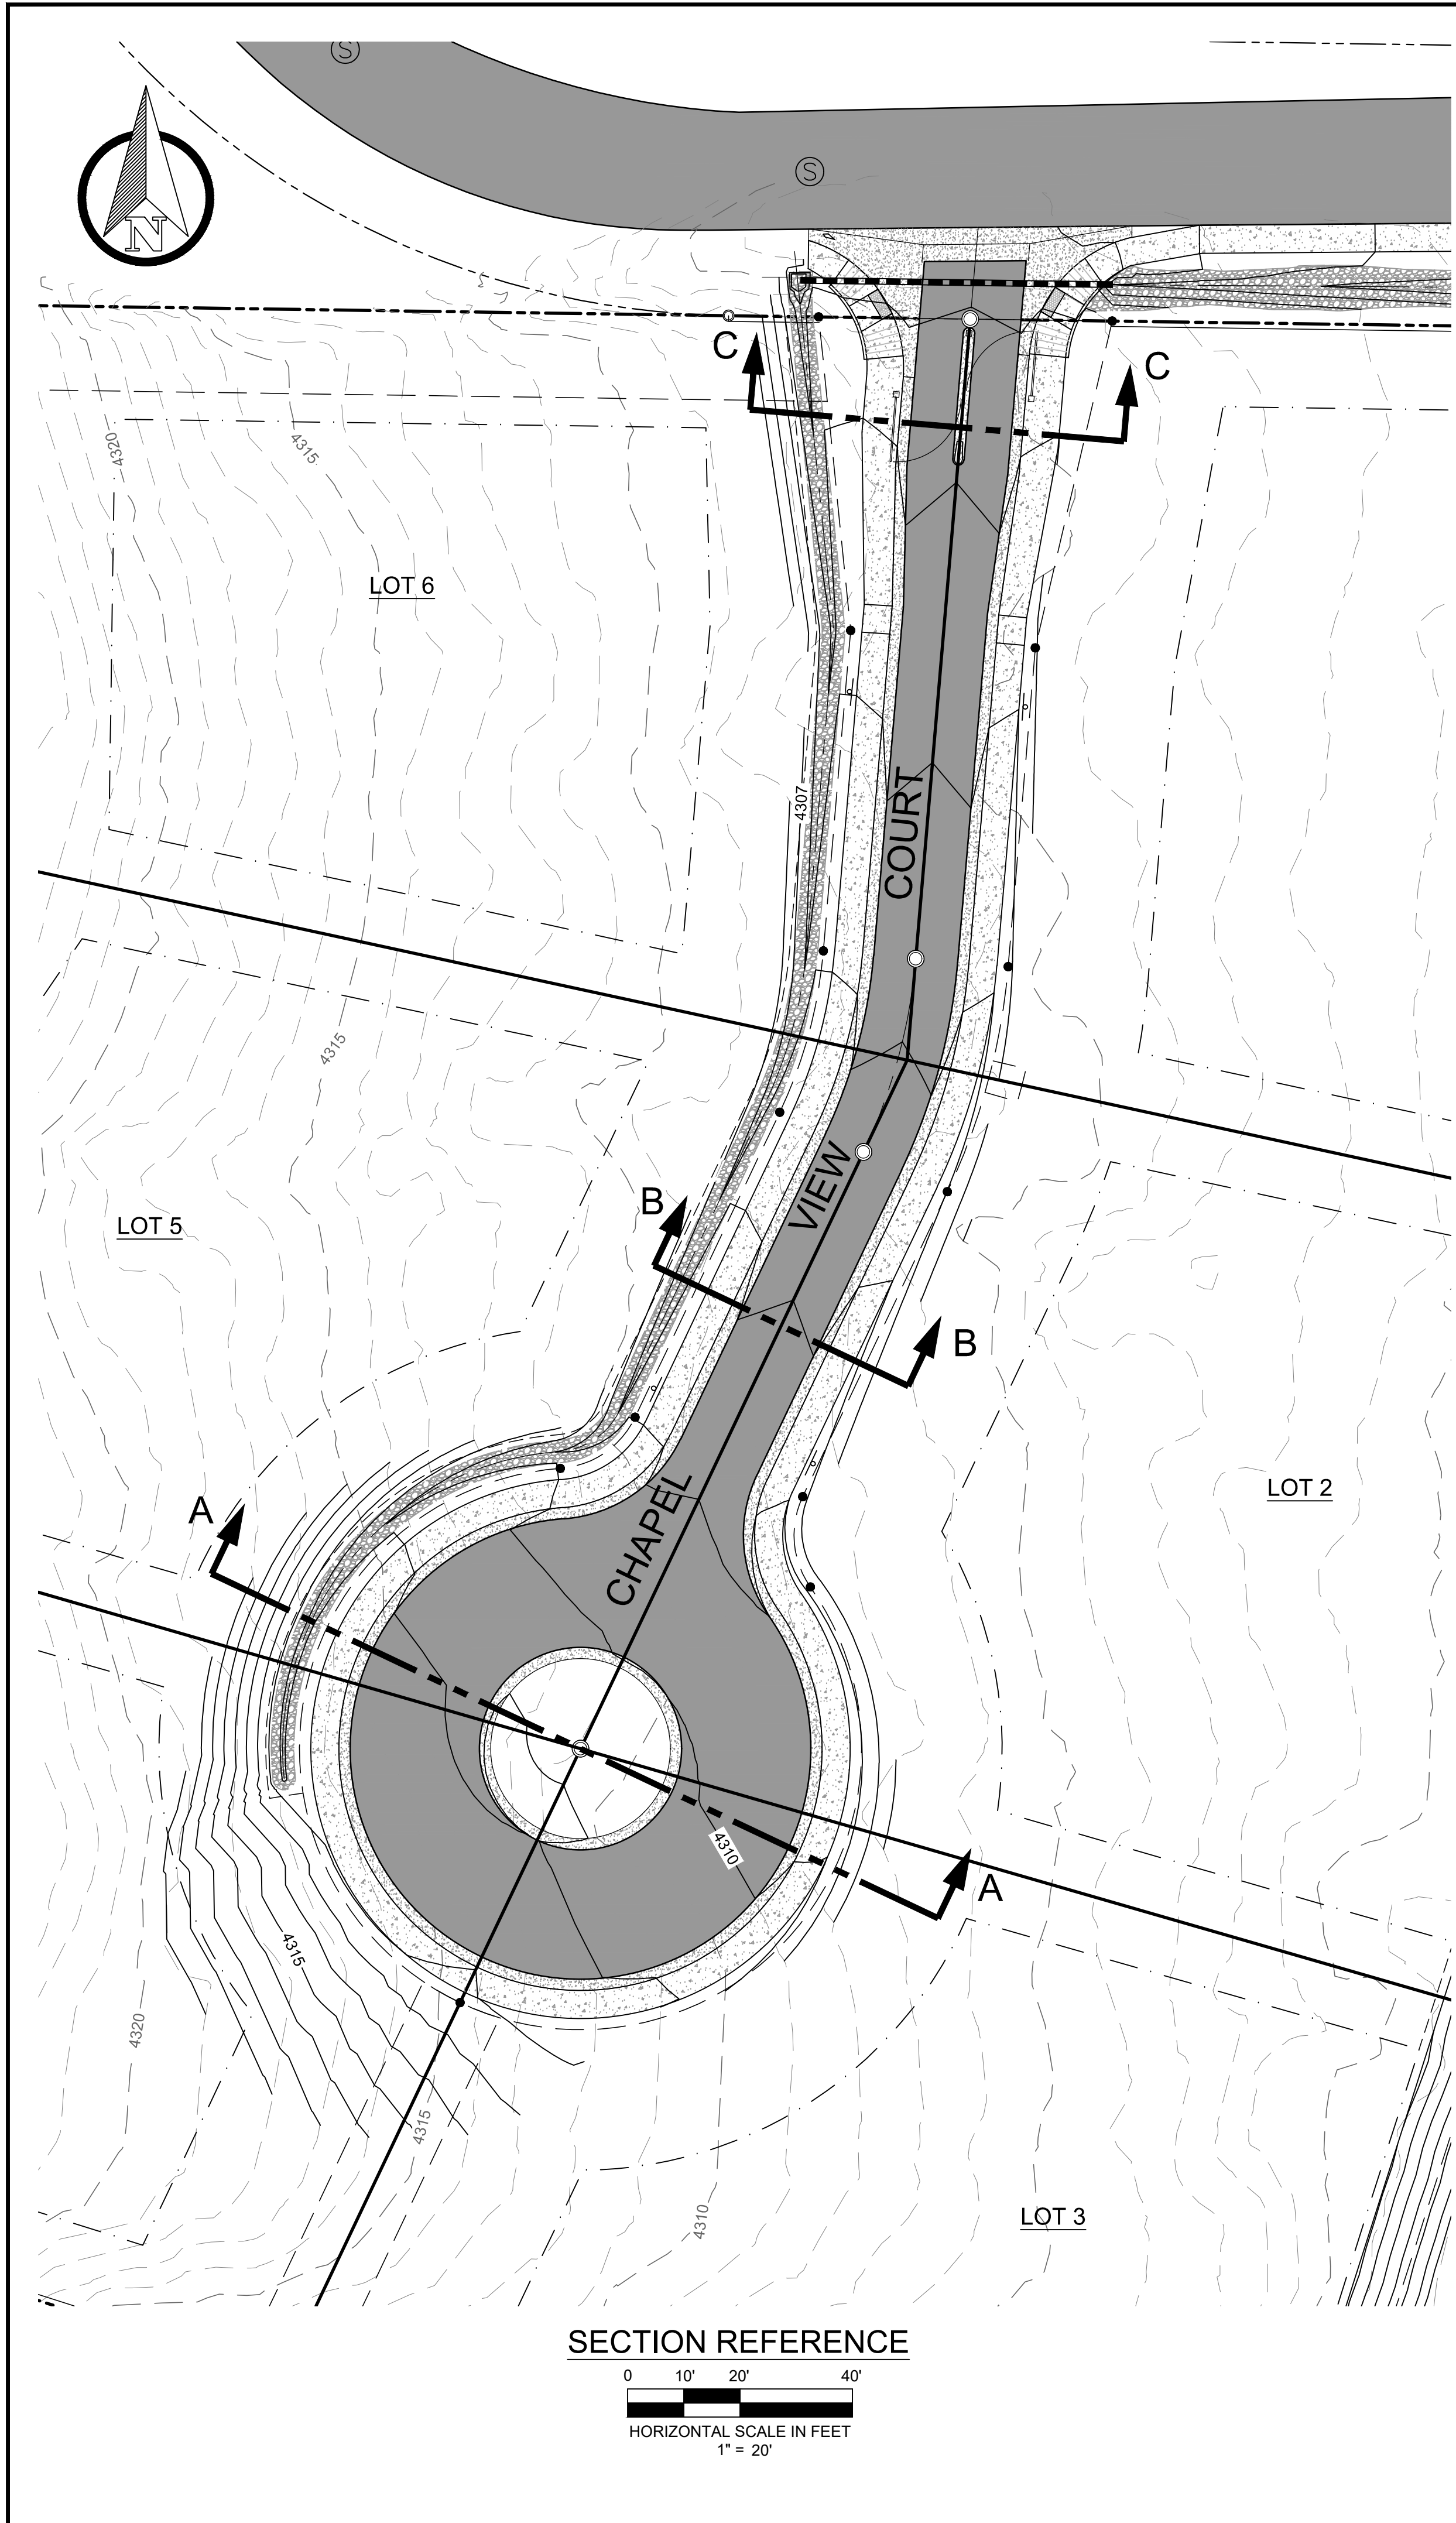 S
S
N
C
C
4320
4315
LOT 6
4307
COURT
4315
VIEW
B
LOT 5
B
LOT 2
CHAPEL
A
4310
A
4315
4320
4315
4310
LOT 3
SECTION REFERENCE
0 10' 20' 40'
HORIZONTAL SCALE IN FEET
1" = 20'